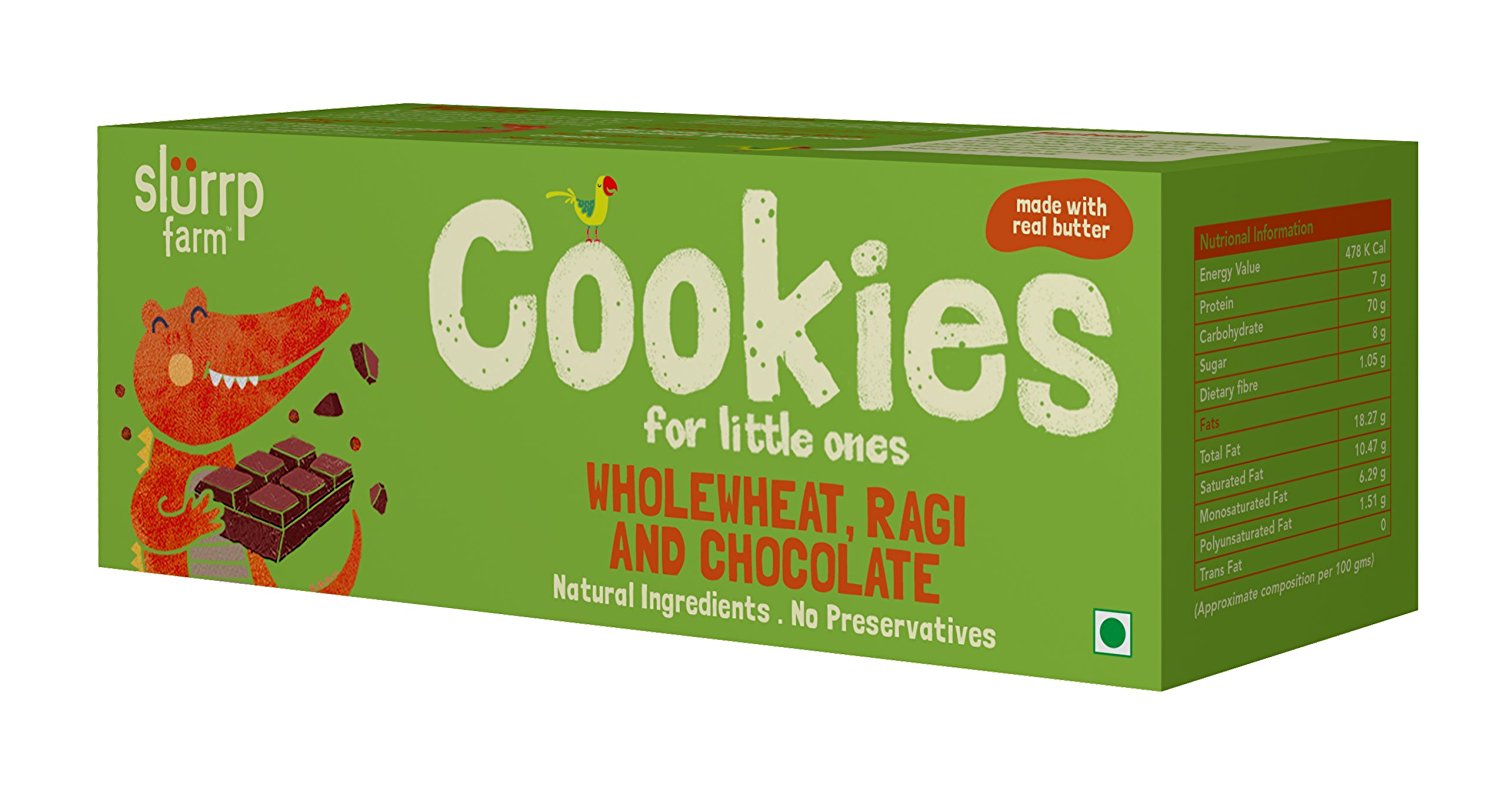 slürrp
farm™
Cookies
for little ones
made with
real butter
WHOLEWHEAT, RAGI
AND CHOCOLATE
Natural Ingredients . No Preservatives
Nutrional Information
Energy Value 478 K Cal
Protein 7 g
Carbohydrate 70 g
Sugar 8 g
Dietary fibre 1.05 g
Fats
Total Fat 18.27 g
Saturated Fat 10.47 g
Monosaturated Fat 6.29 g
Polyunsaturated Fat 1.51 g
Trans Fat 0
(Approximate composition per 100 gms)